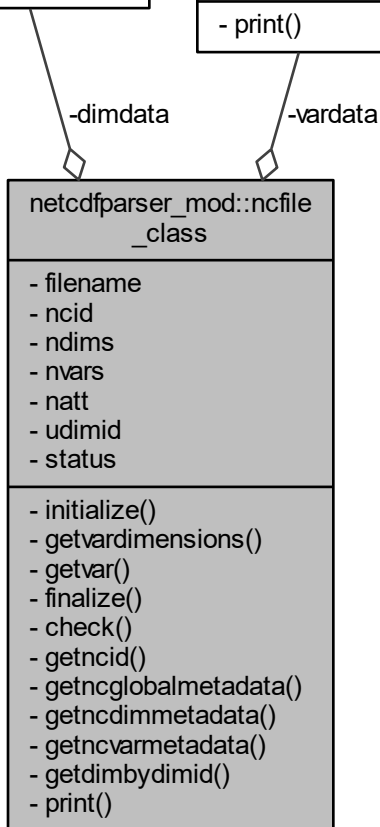 - print()
-dimdata
-vardata
netcdfparser_mod::ncfile
_class
- filename
- ncid
- ndims
- nvars
- natt
- udimid
- status
- initialize()
- getvardimensions()
- getvar()
- finalize()
- check()
- getncid()
- getncglobalmetadata()
- getncdimmetadata()
- getncvarmetadata()
- getdimbydimid()
- print()